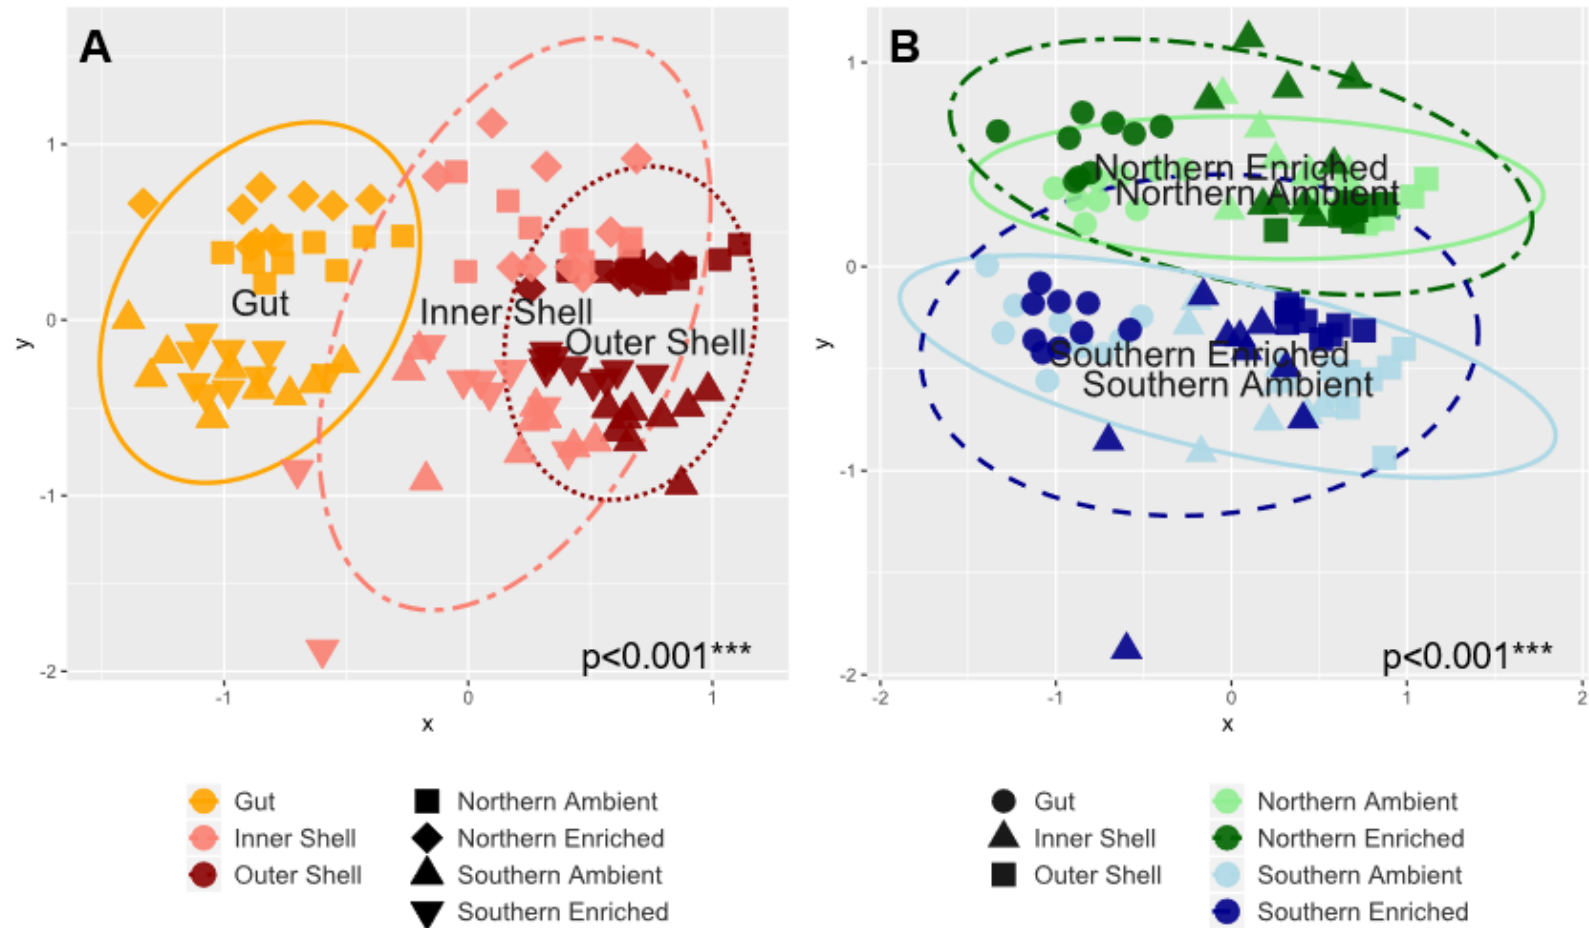 A
B
1
0
-1
-2
y
Gut
Inner Shell
Outer Shell
p<0.001***
-1
0
1
x
1
0
-1
-2
y
Northern Enriched
Northern Ambient
Southern Enriched
Southern Ambient
p<0.001***
-2
-1
0
1
2
x
Gut
Inner Shell
Outer Shell
Northern Ambient
Northern Enriched
Southern Ambient
Southern Enriched
Gut
Inner Shell
Outer Shell
Northern Ambient
Northern Enriched
Southern Ambient
Southern Enriched